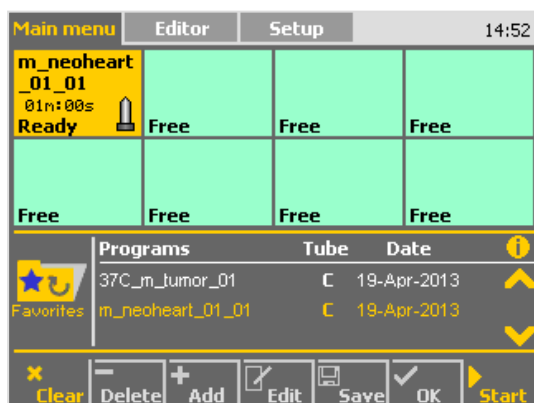 Main menu Editor Setup 14:52
m_neoheart
_01_01
01m:00s
Ready Free Free Free
Free Free Free Free
Programs Tube Date i
37C_m_tumor_01 C 19-Apr-2013
Favorites m_neoheart_01_01 C 19-Apr-2013
Clear Delete Add Edit Save OK Start